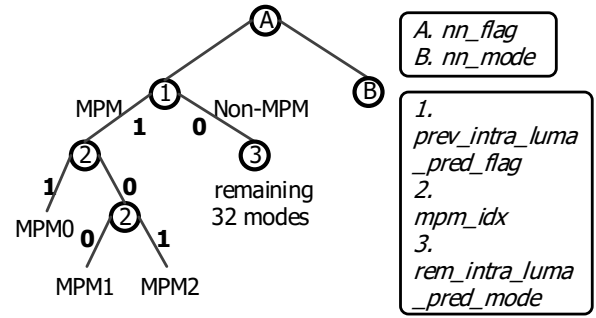 A
A. nn_flag
B. nn_mode
1
B
MPM
Non-MPM
1
0
2
3
1.
prev_intra_luma
_pred_flag
2.
mpm_idx
3.
rem_intra_luma
_pred_mode
1
0
remaining
32 modes
MPM0
2
0
1
MPM1
MPM2